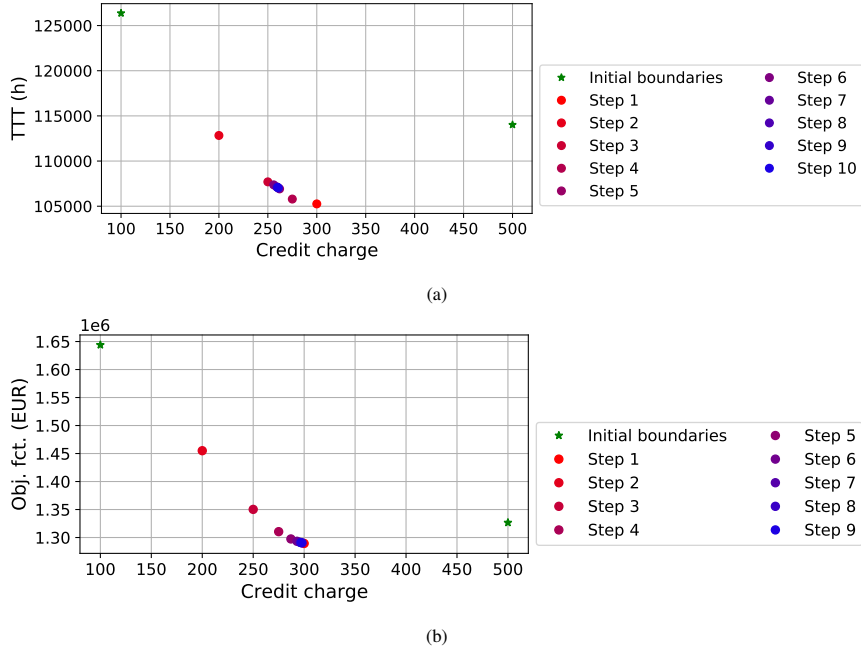 125000
120000
115000
110000
105000
TTT (h)
100 150 200 250 300 350 400 450 500
Credit charge
Initial boundaries
Step 1
Step 2
Step 3
Step 4
Step 5
Step 6
Step 7
Step 8
Step 9
Step 10
(a)
1e6
1.65
1.60
1.55
1.50
1.45
1.40
1.35
1.30
Obj. fct. (EUR)
100 150 200 250 300 350 400 450 500
Credit charge
Initial boundaries
Step 1
Step 2
Step 3
Step 4
Step 5
Step 6
Step 7
Step 8
Step 9
(b)